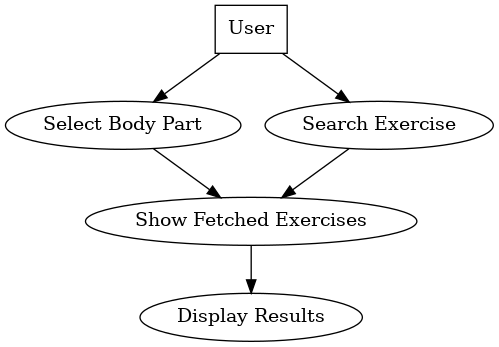 User
Select Body Part
Search Exercise
Show Fetched Exercises
Display Results